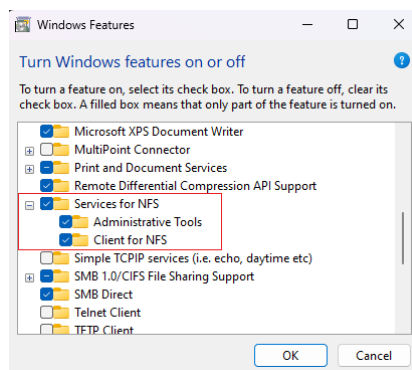 Windows Features
Turn Windows features on or off
To turn a feature on, select its check box. To turn a feature off, clear its
check box. A filled box means that only part of the feature is turned on.
Microsoft XPS Document Writer
MultiPoint Connector
Print and Document Services
Remote Differential Compression API Support
Services for NFS
Administrative Tools
Client for NFS
Simple TCPIP services (i.e. echo, daytime etc)
SMB 1.0/CIFS File Sharing Support
SMB Direct
Telnet Client
TFTP Client
OK Cancel